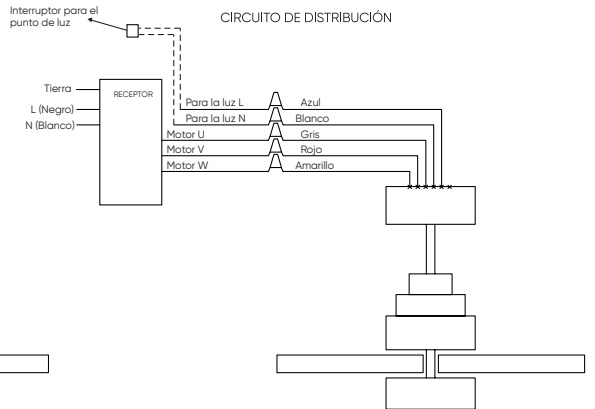 Interruptor para el
punto de luz
CIRCUITO DE DISTRIBUCIÓN
Tierra
RECEPTOR
L (Negro)
N (Blanco)
Para la luz L
Azul
Para la luz N
Blanco
Motor U
Gris
Motor V
Rojo
Motor W
Amarillo